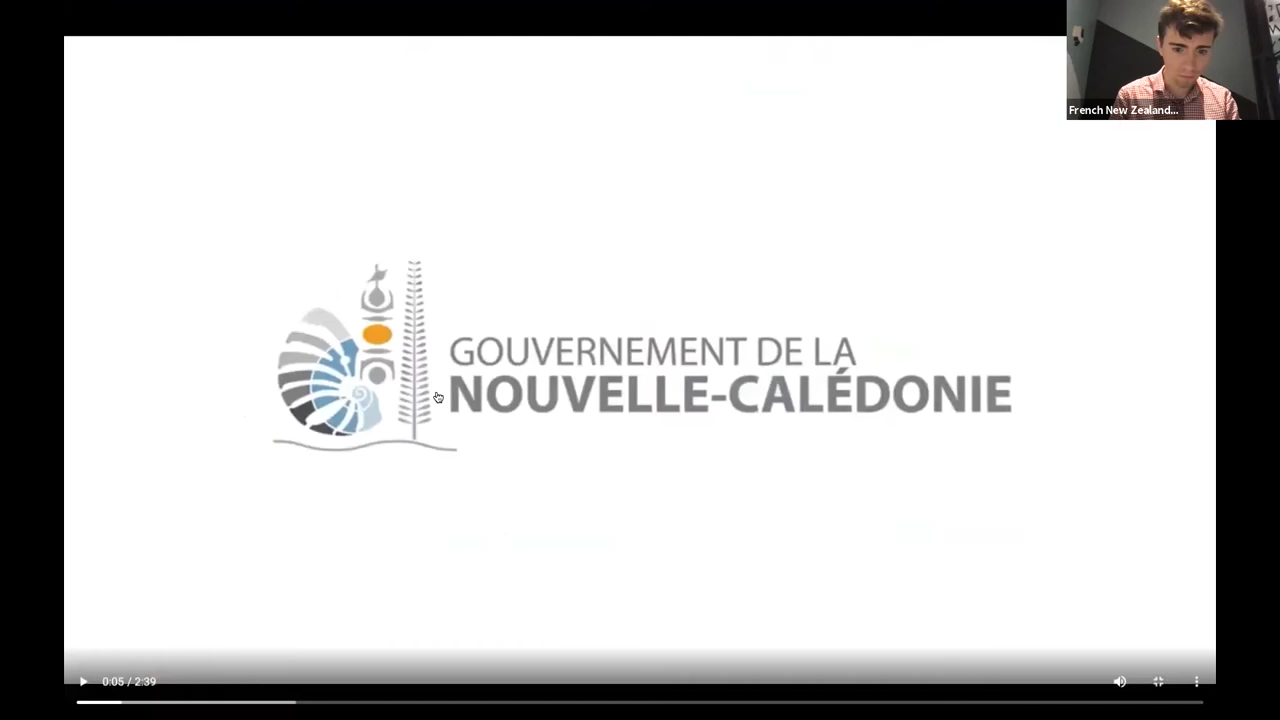 French New Zealand...
GOUVERNEMENT DE LA
NOUVELLE-CALÉDONIE
0:05 / 2:39